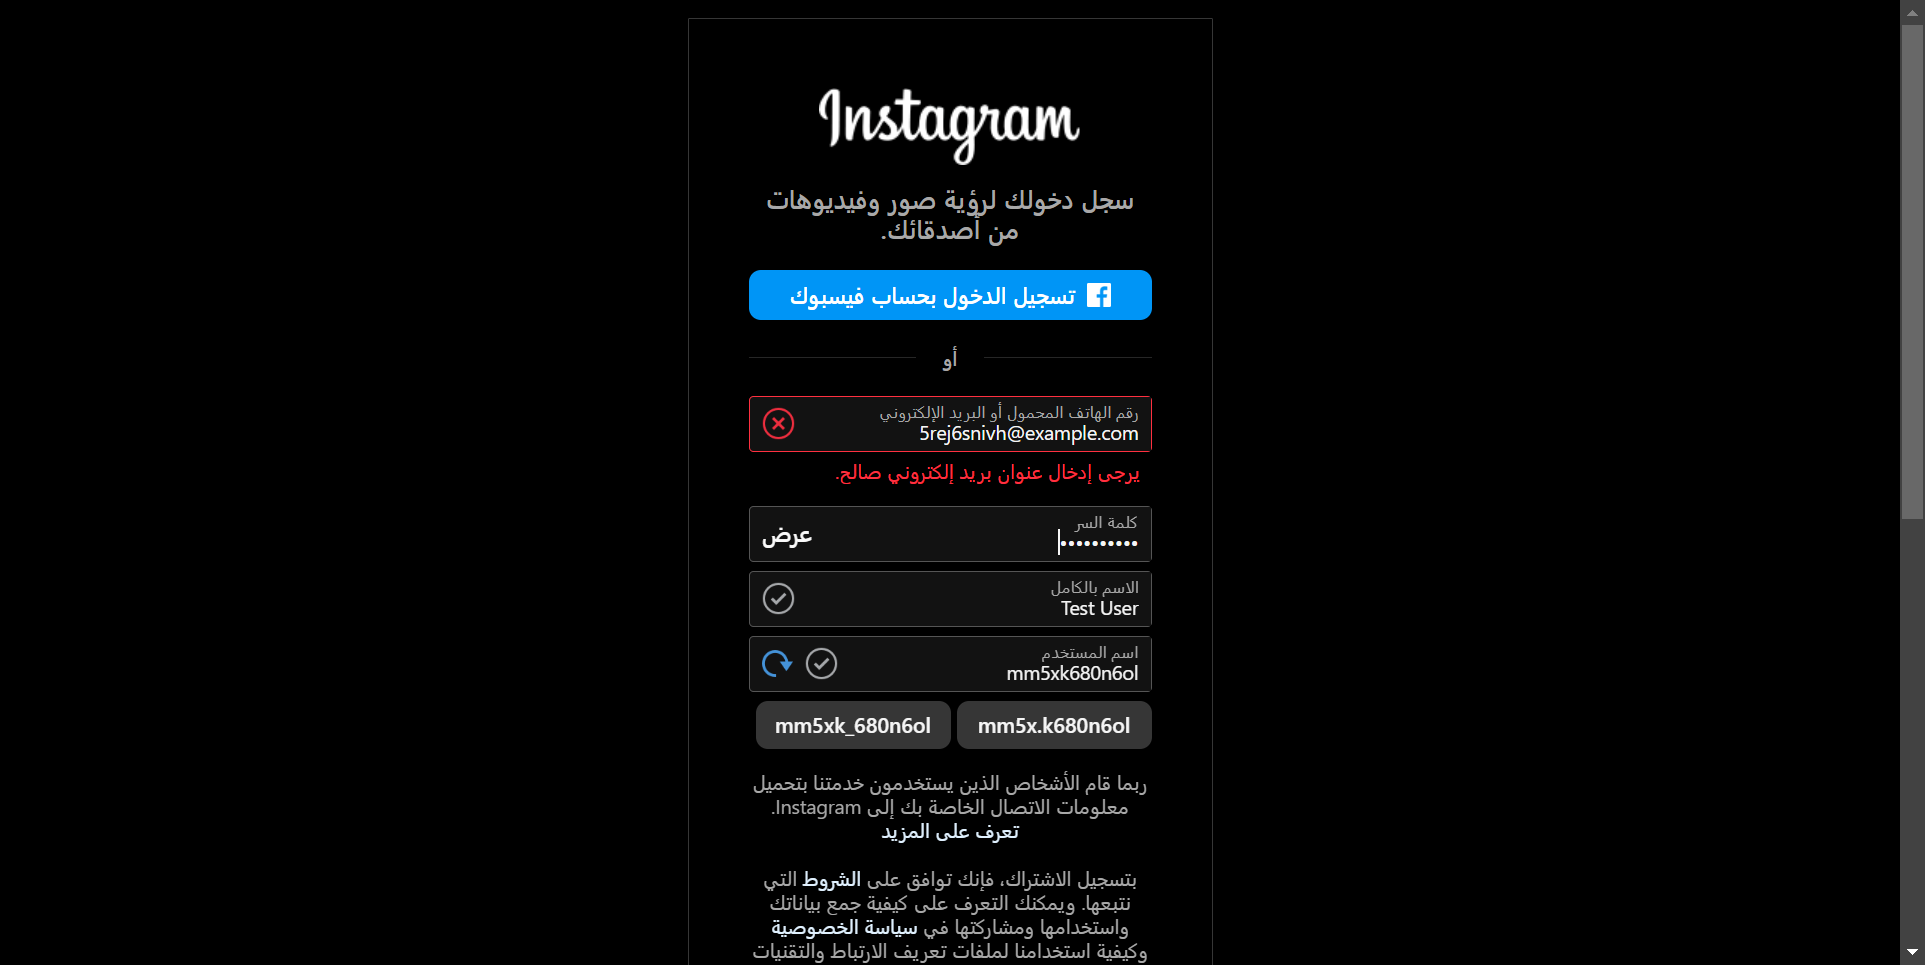 Instagram
سجل دخولك لرؤية صور وفيديوهات
من أصدقائك.
تسجيل الدخول بحساب فيسبوك
أو
رقم الهاتف المحمول أو البريد الإلكتروني
5rej6snivh@example.com
يرجى إدخال عنوان بريد إلكتروني صالح.
كلمة السر
••••••••••
عرض
الاسم بالكامل
Test User
اسم المستخدم
mm5xk680n6ol
mm5x.k680n6ol
mm5xk_680n6ol
ربما قام الأشخاص الذين يستخدمون خدمتنا بتحميل
معلومات الاتصال الخاصة بك إلى Instagram.
تعرف على المزيد
بتسجيل الاشتراك، فإنك توافق على الشروط التي
نتبعها. ويمكنك التعرف على كيفية جمع بياناتك
واستخدامها ومشاركتها في سياسة الخصوصية
وكيفية استخدامنا لملفات تعريف الارتباط والتقنيات